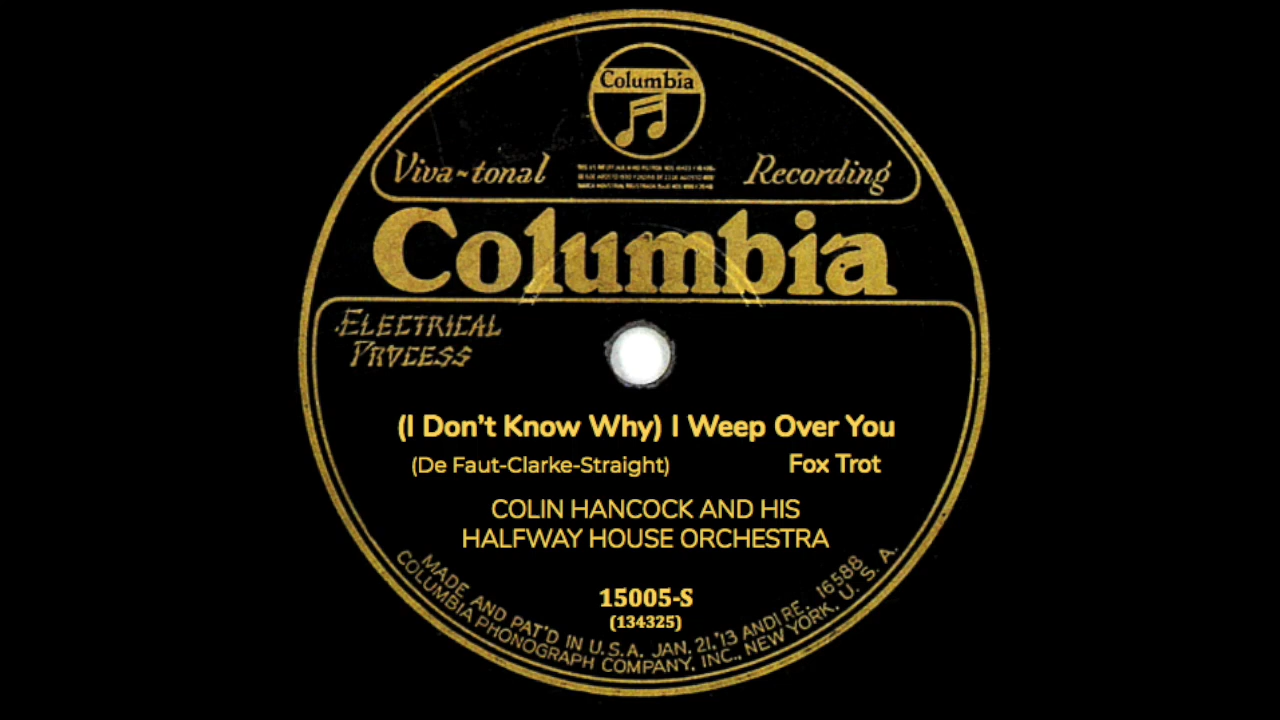 Columbia
Viva-tonal Recording
Columbia
ELECTRICAL
PROCESS
(I Don't Know Why) I Weep Over You
(De Faut-Clarke-Straight) Fox Trot
COLIN HANCOCK AND HIS
HALFWAY HOUSE ORCHESTRA
15005-S
(134325)
MADE AND PAT'D IN U.S.A. JAN. 21,'13 AND RE. 16588
COLUMBIA PHONOGRAPH COMPANY, INC., NEW YORK, U. S. A.